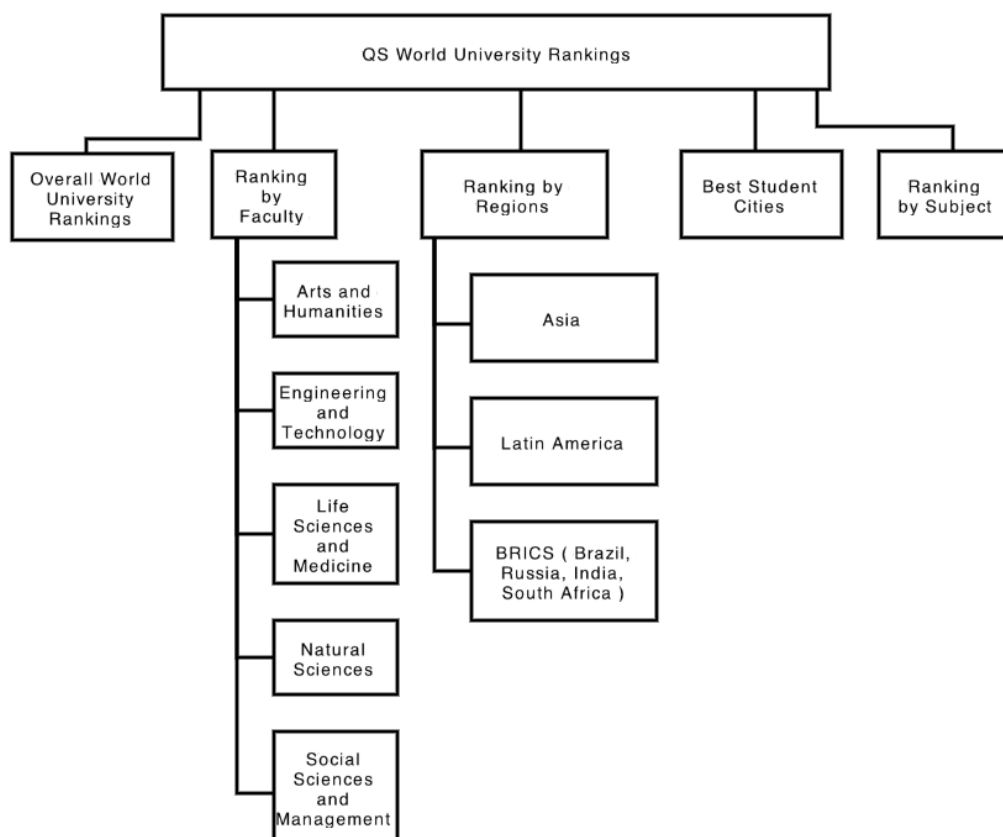 QS World University Rankings
Overall World
University
Rankings
Ranking
by
Faculty
Ranking by
Regions
Best Student
Cities
Ranking
by Subject
Arts and
Humanities
Engineering
and
Technology
Life
Sciences
and
Medicine
Natural
Sciences
Social
Sciences
and
Management
Asia
Latin America
BRICS ( Brazil,
Russia, India,
South Africa )